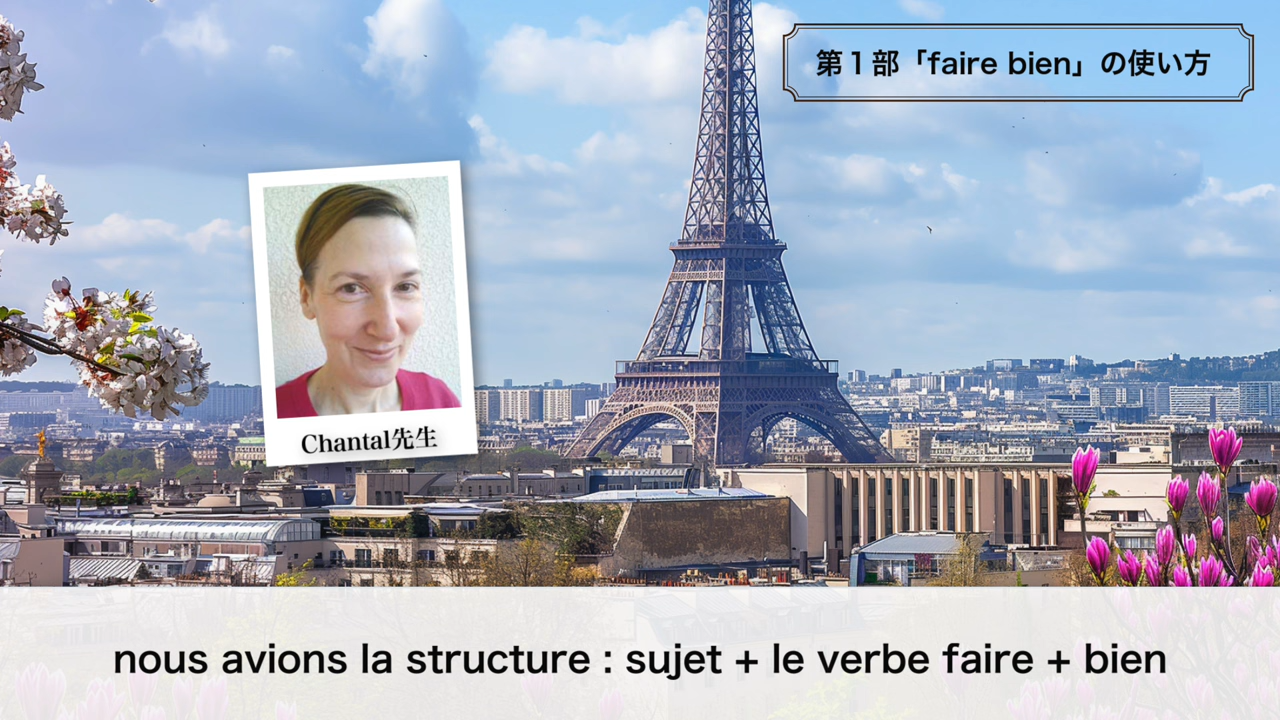 第1部「faire bien」の使い方
Chantal先生
nous avions la structure : sujet + le verbe faire + bien